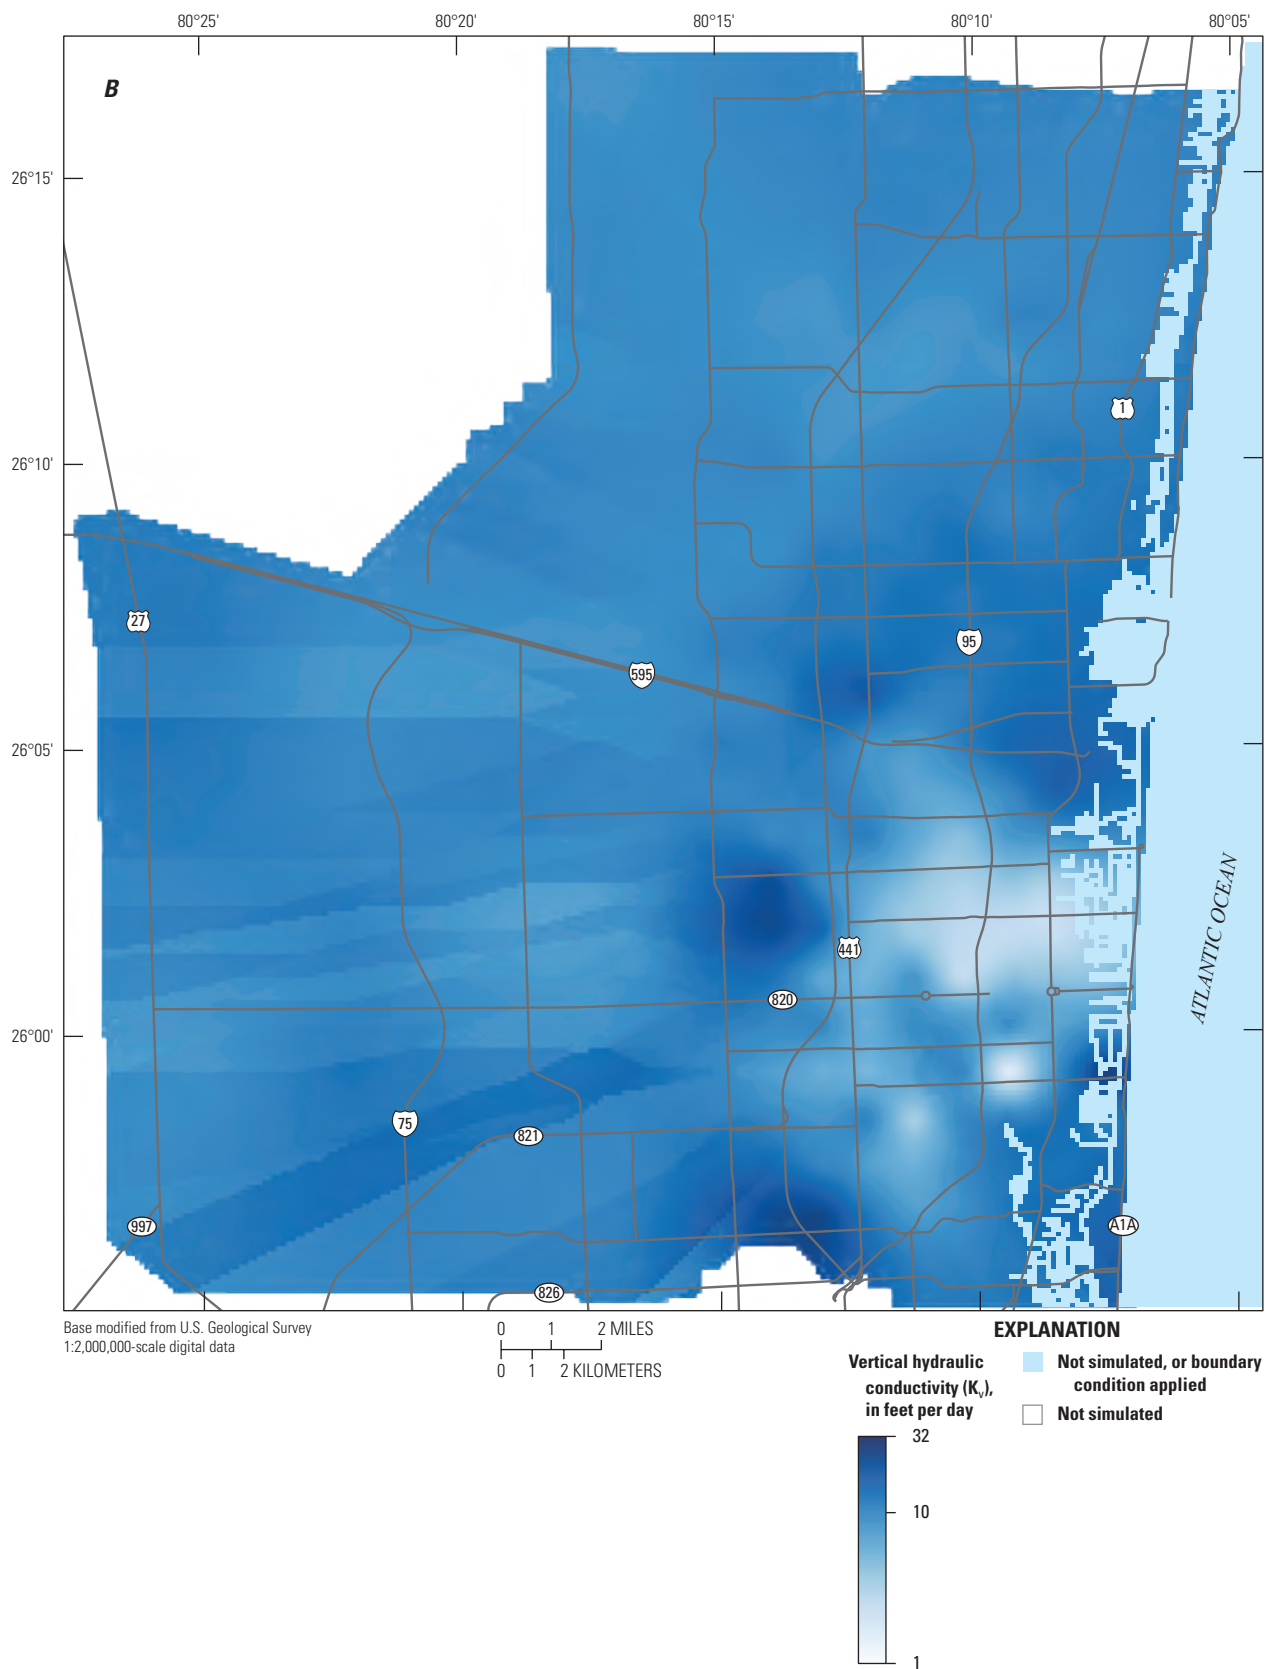 80°25'
80°20'
80°15'
80°10'
80°05'
B
26°15'
1
26°10'
27
95
595
26°05'
ATLANTIC OCEAN
441
820
26°00'
75
821
997
A1A
826
Base modified from U.S. Geological Survey
1:2,000,000-scale digital data
0 1 2 MILES
0 1 2 KILOMETERS
EXPLANATION
Vertical hydraulic
conductivity (Kv),
in feet per day
32
10
1
Not simulated, or boundary
condition applied
Not simulated